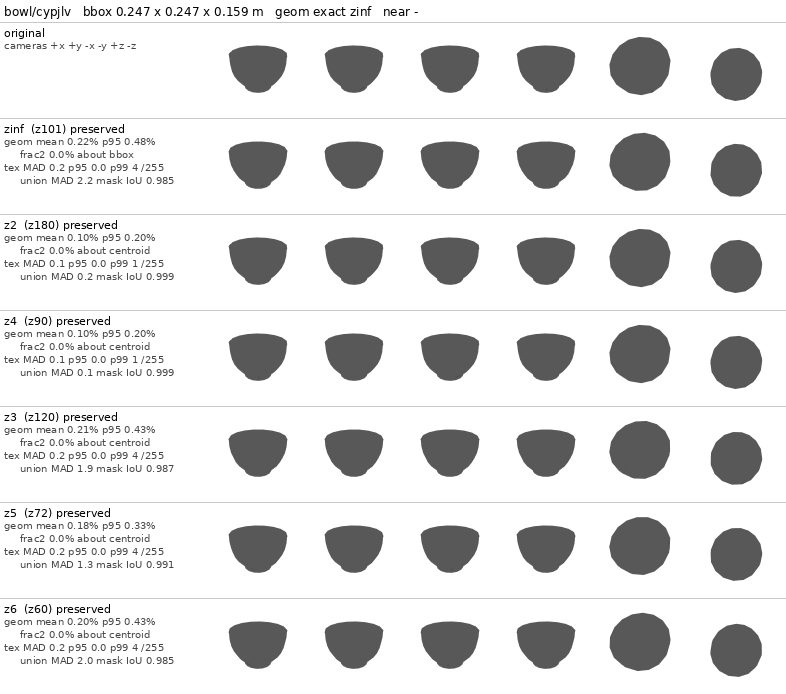 bowl/cypjlv bbox 0.247 x 0.247 x 0.159 m geom exact zinf near -
original
cameras +x +y -x -y +z -z
zinf (z101) preserved
geom mean 0.22% p95 0.48%
frac2 0.0% about bbox
tex MAD 0.2 p95 0.0 p99 4 /255
union MAD 2.2 mask IoU 0.985
z2 (z180) preserved
geom mean 0.10% p95 0.20%
frac2 0.0% about centroid
tex MAD 0.1 p95 0.0 p99 1 /255
union MAD 0.2 mask IoU 0.999
z4 (z90) preserved
geom mean 0.10% p95 0.20%
frac2 0.0% about centroid
tex MAD 0.1 p95 0.0 p99 1 /255
union MAD 0.1 mask IoU 0.999
z3 (z120) preserved
geom mean 0.21% p95 0.43%
frac2 0.0% about centroid
tex MAD 0.2 p95 0.0 p99 4 /255
union MAD 1.9 mask IoU 0.987
z5 (z72) preserved
geom mean 0.18% p95 0.33%
frac2 0.0% about centroid
tex MAD 0.2 p95 0.0 p99 4 /255
union MAD 1.3 mask IoU 0.991
z6 (z60) preserved
geom mean 0.20% p95 0.43%
frac2 0.0% about centroid
tex MAD 0.2 p95 0.0 p99 4 /255
union MAD 2.0 mask IoU 0.985